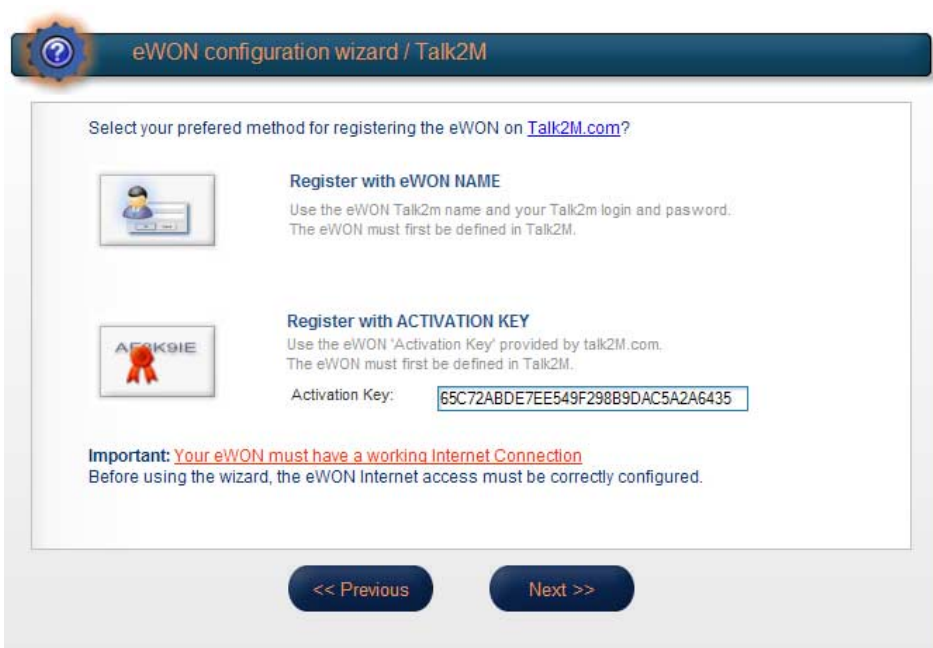 eWON configuration wizard / Talk2M
Select your prefered method for registering the eWON on Talk2M.com?
Register with eWON NAME
Use the eWON Talk2m name and your Talk2m login and pasword.
The eWON must first be defined in Talk2M.
Register with ACTIVATION KEY
Use the eWON 'Activation Key' provided by talk2M.com.
The eWON must first be defined in Talk2M.
Activation Key: 65C72ABDE7EE549F298B9DAC5A2A6435
Important: Your eWON must have a working Internet Connection
Before using the wizard, the eWON Internet access must be correctly configured.
<< Previous
Next >>